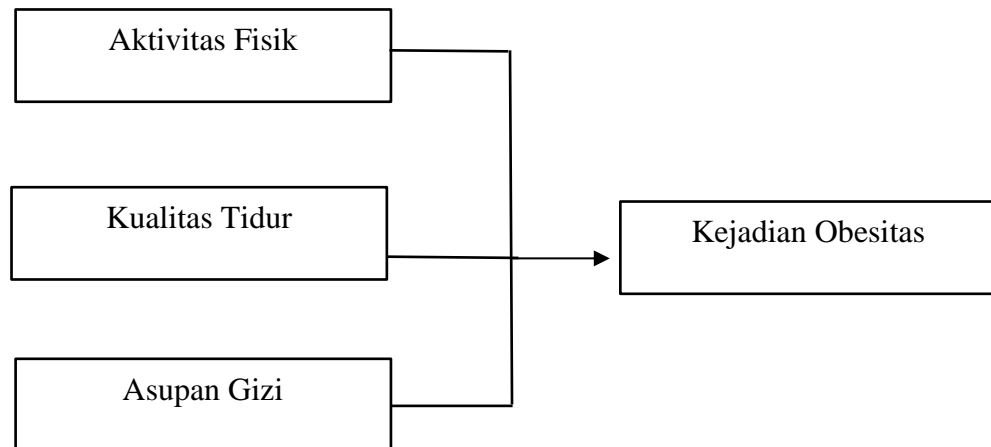 Aktivitas Fisik
Kualitas Tidur
Kejadian Obesitas
Asupan Gizi